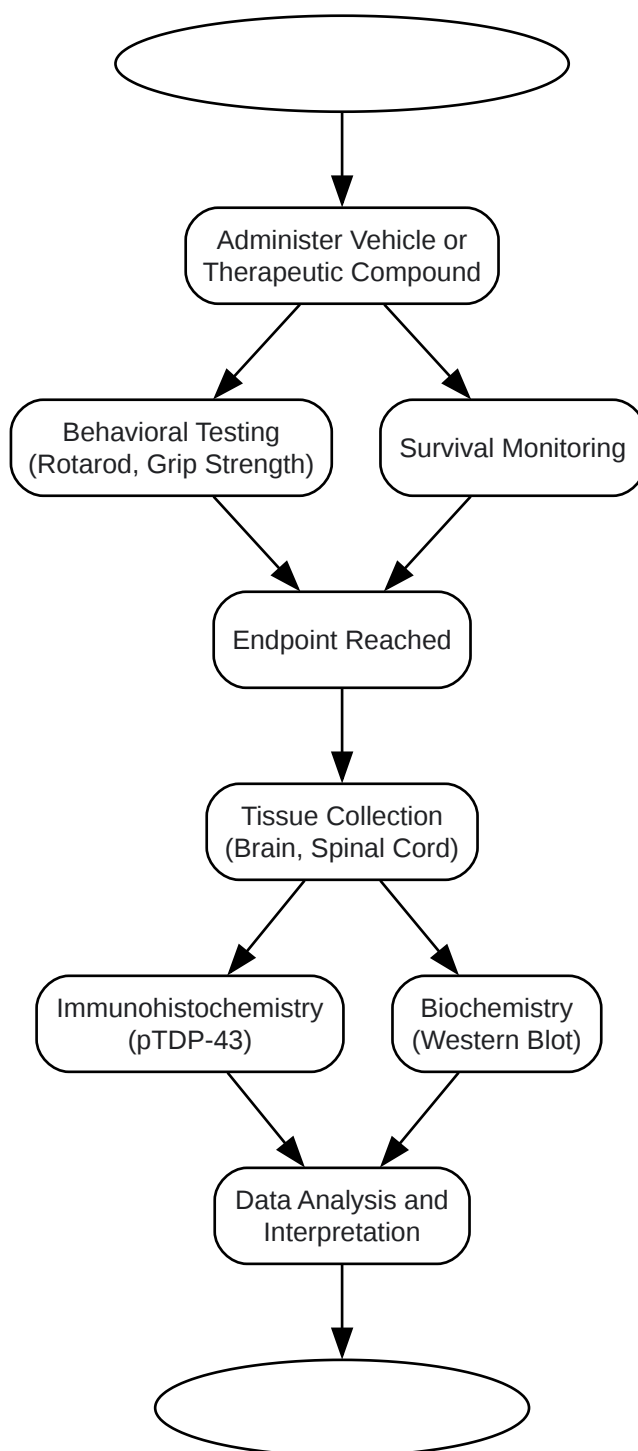 Administer Vehicle or
Therapeutic Compound
Behavioral Testing
(Rotarod, Grip Strength)
Survival Monitoring
Endpoint Reached
Tissue Collection
(Brain, Spinal Cord)
Immunohistochemistry
(pTDP-43)
Biochemistry
(Western Blot)
Data Analysis and
Interpretation